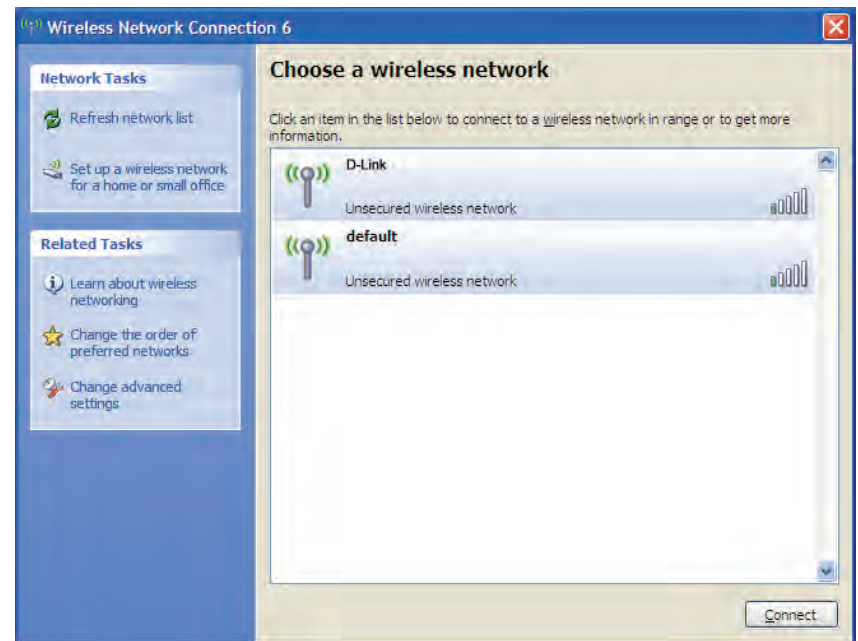 Wireless Network Connection 6
Network Tasks
Refresh network list
Set up a wireless network
for a home or small office
Related Tasks
Learn about wireless
networking
Change the order of
preferred networks
Change advanced
settings
Choose a wireless network
Click an item in the list below to connect to a wireless network in range or to get more
information.
D-Link
Unsecured wireless network
default
Unsecured wireless network
Connect